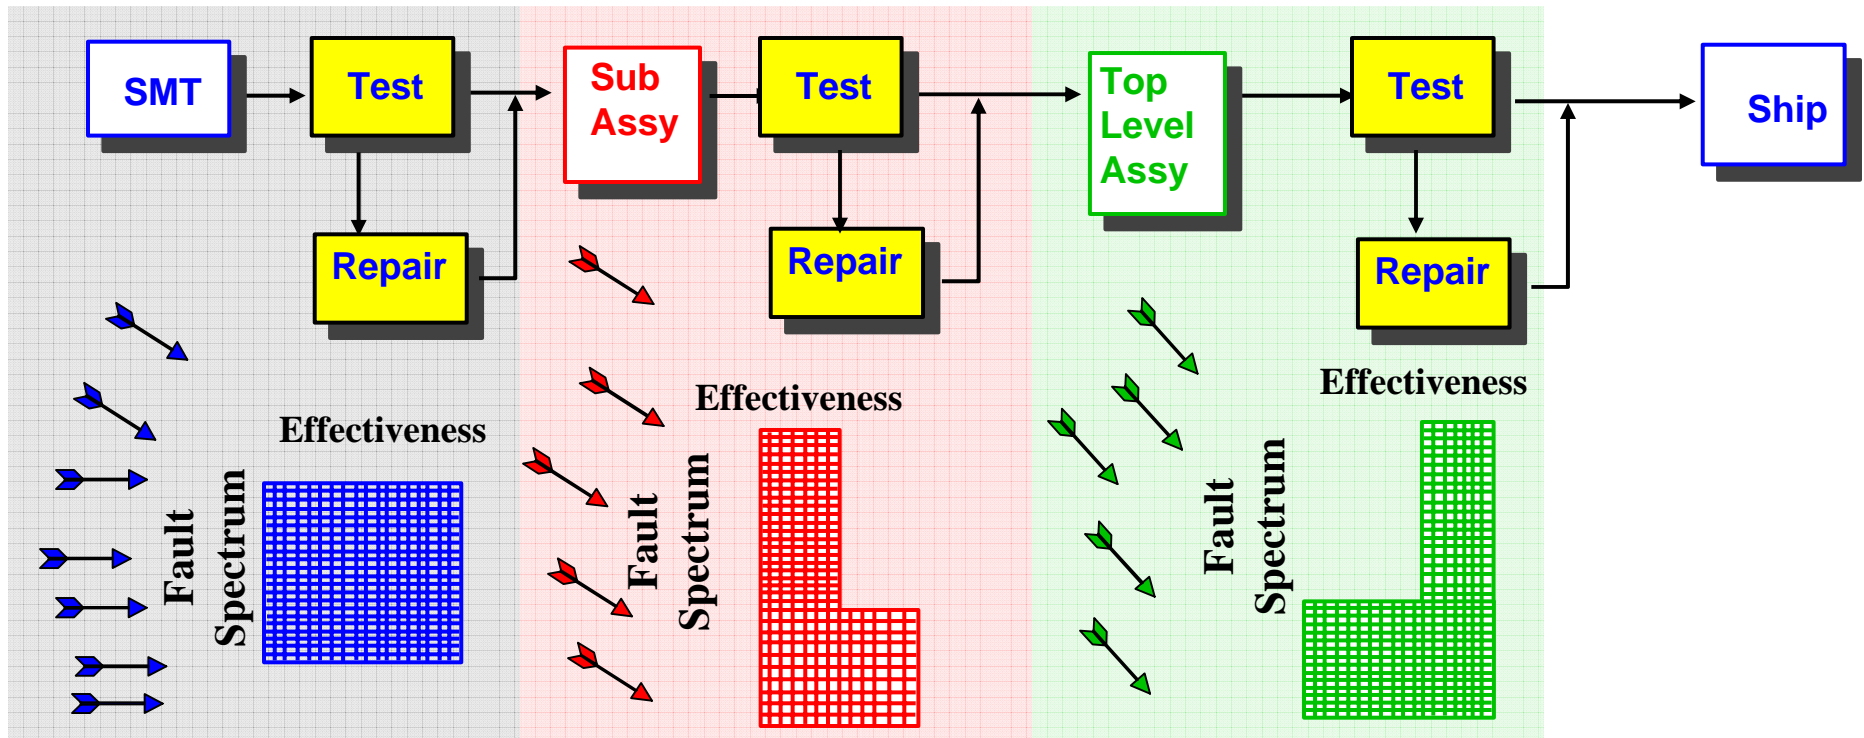 SMT
Test
Repair
Sub
Assy
Test
Repair
Top
Level
Assy
Test
Repair
Ship
Effectiveness
Fault
Spectrum
Effectiveness
Fault
Spectrum
Effectiveness
Fault
Spectrum